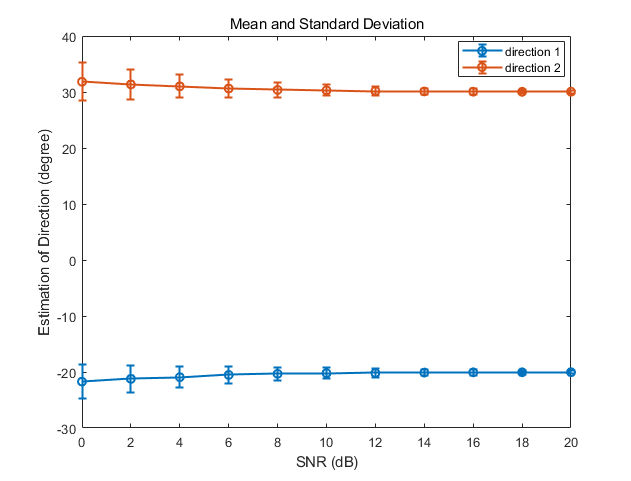 Mean and Standard Deviation
direction 1
direction 2
Estimation of Direction (degree)
40
30
20
10
0
-10
-20
-30
0 2 4 6 8 10 12 14 16 18 20
SNR (dB)